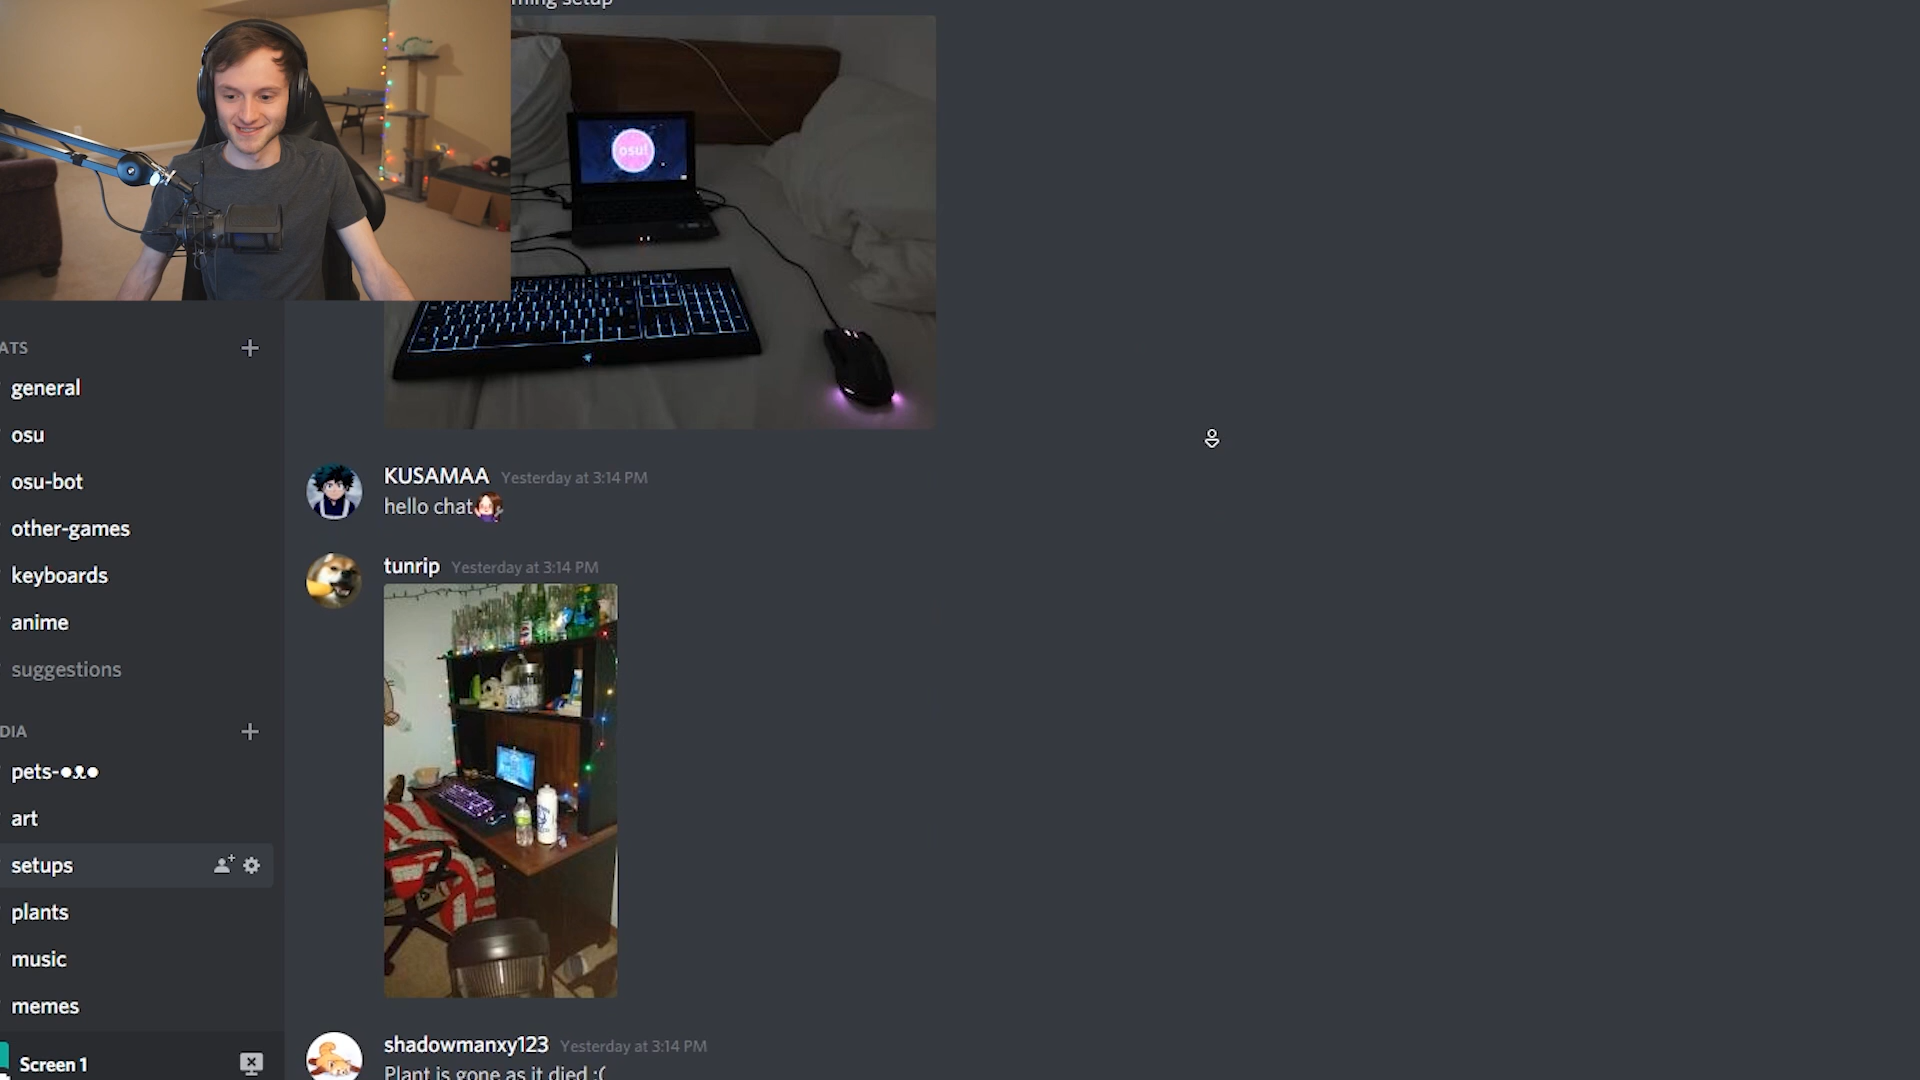 osu!
general
osu
osu-bot
other-games
keyboards
anime
suggestions
pets-●ᴥ●
art
setups
plants
music
memes
Screen 1
KUSAMAA Yesterday at 3:14 PM
hello chat
tunrip Yesterday at 3:14 PM
shadowmanxy123 Yesterday at 3:14 PM
Plant is gone as it died :(